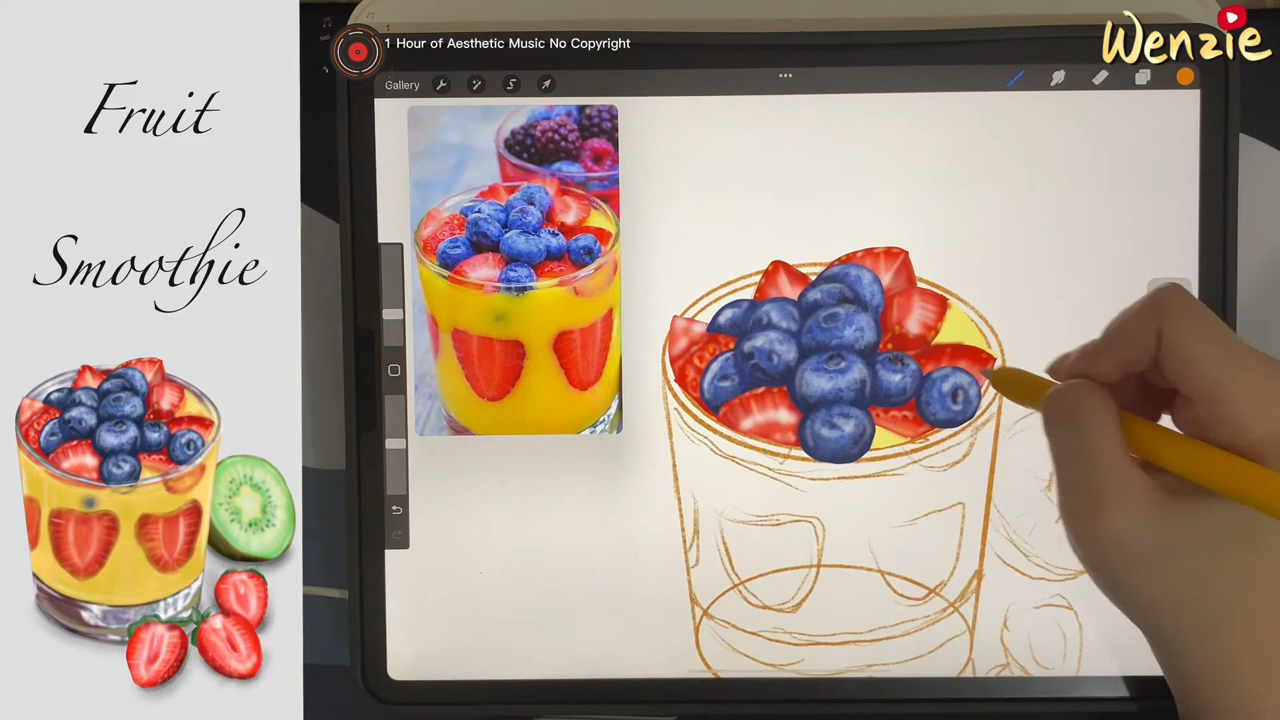 Fruit
Smoothie
1 Hour of Aesthetic Music No Copyright
Gallery
Wenzie